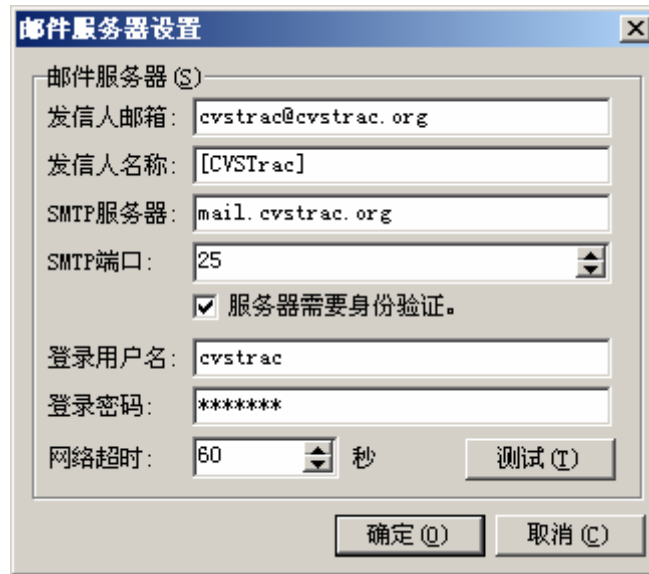 邮件服务器设置
邮件服务器(S)
发信人邮箱: cvstrac@cvstrac.org
发信人名称: [CVSTrac]
SMTP服务器: mail.cvstrac.org
SMTP端口: 25
服务器需要身份验证。
登录用户名: cvstrac
登录密码: *******
网络超时: 60 秒 测试(T)
确定(O) 取消(C)